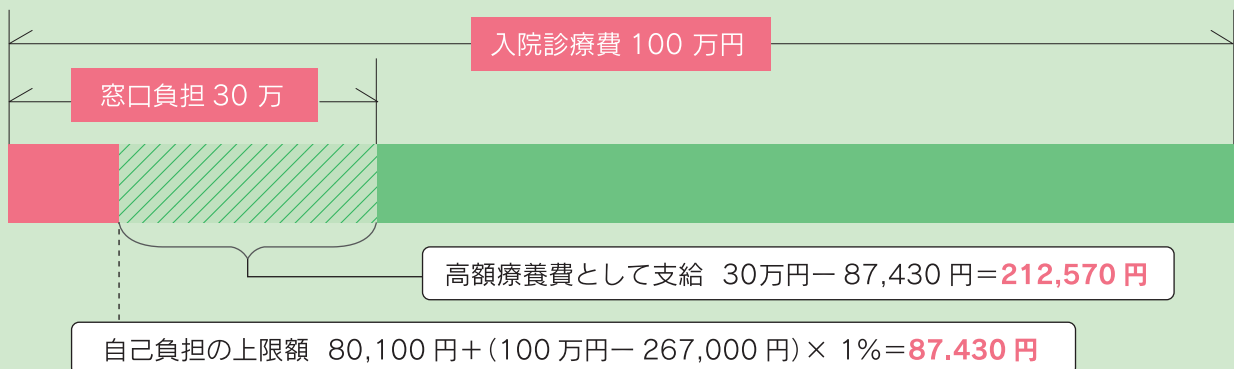 入院診療費 100 万円
窓口負担 30 万
高額療養費として支給 30万円ー 87,430 円＝212,570 円
自己負担の上限額 80,100 円＋（100 万円ー 267,000 円）× 1%＝87.430 円